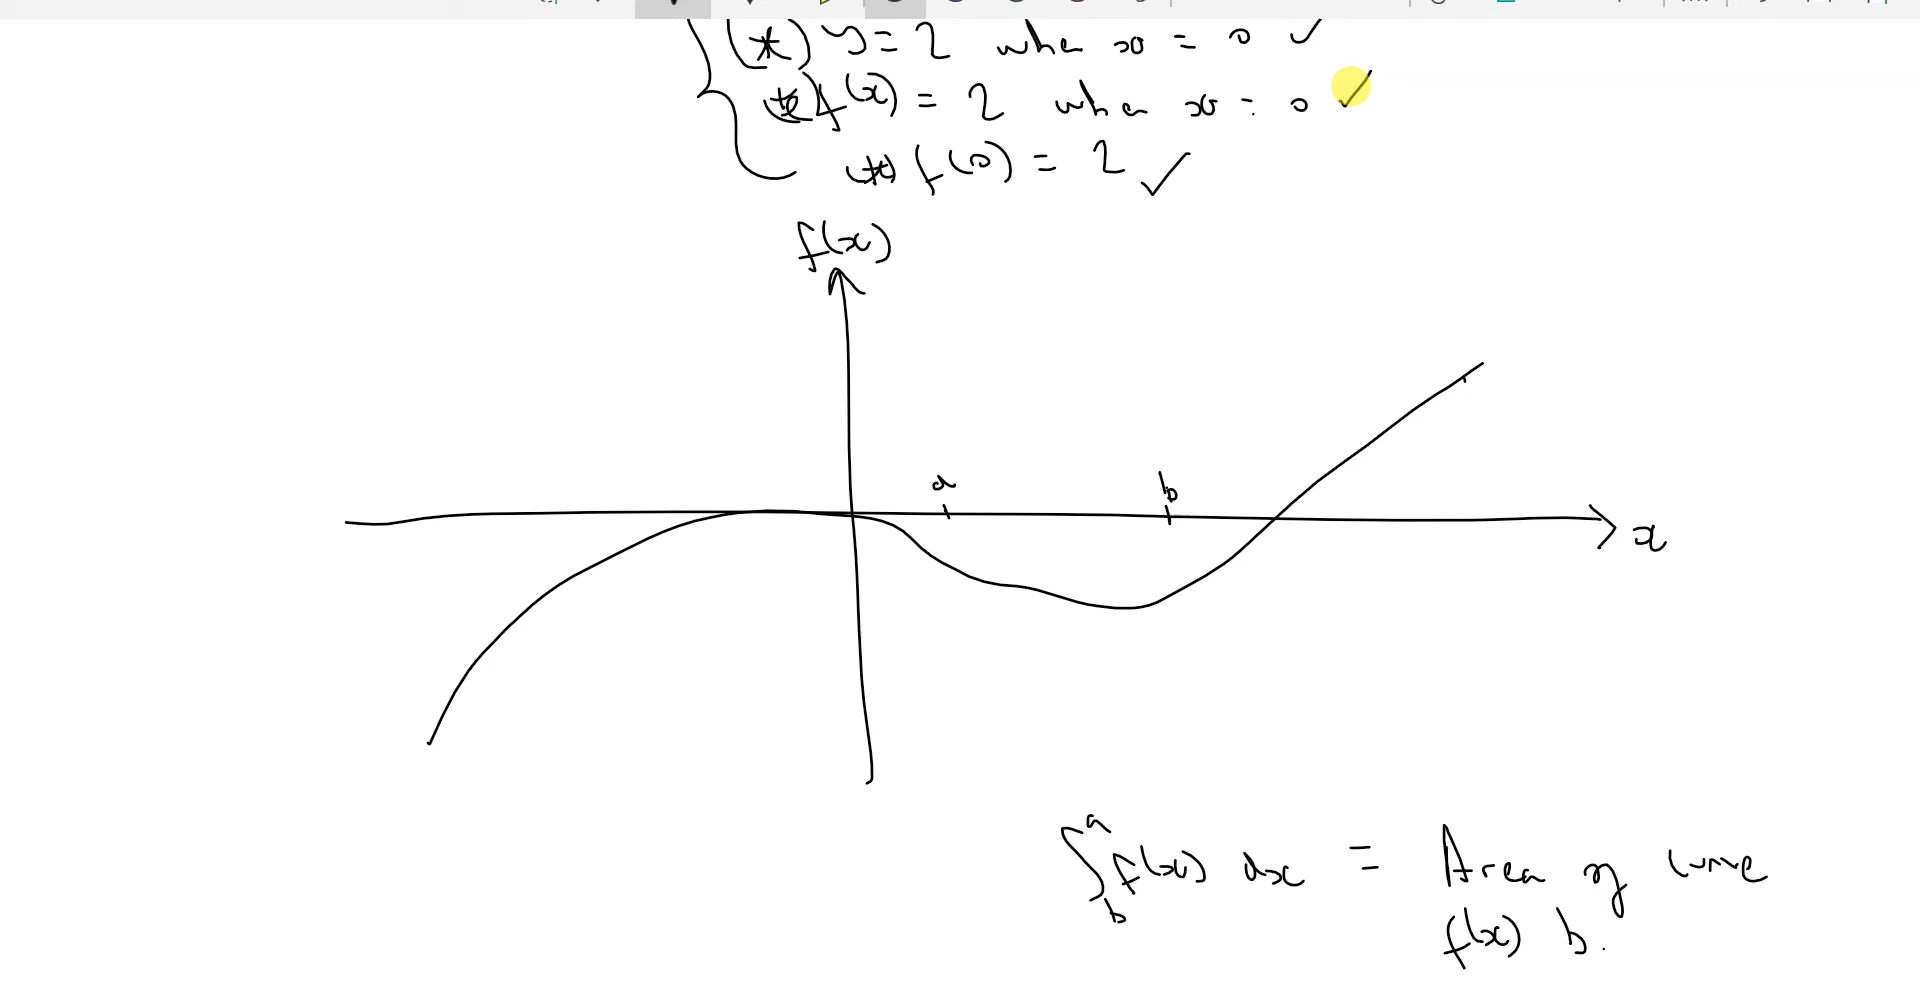 (*) y = 2 when x = 0 ✓
(*) f(x) = 2 when x = 0 ✓
(*) f(0) = 2 ✓
f(x)
a b
x
∫ₐᵇ f(x) dx = Area of curve
f(x) b.